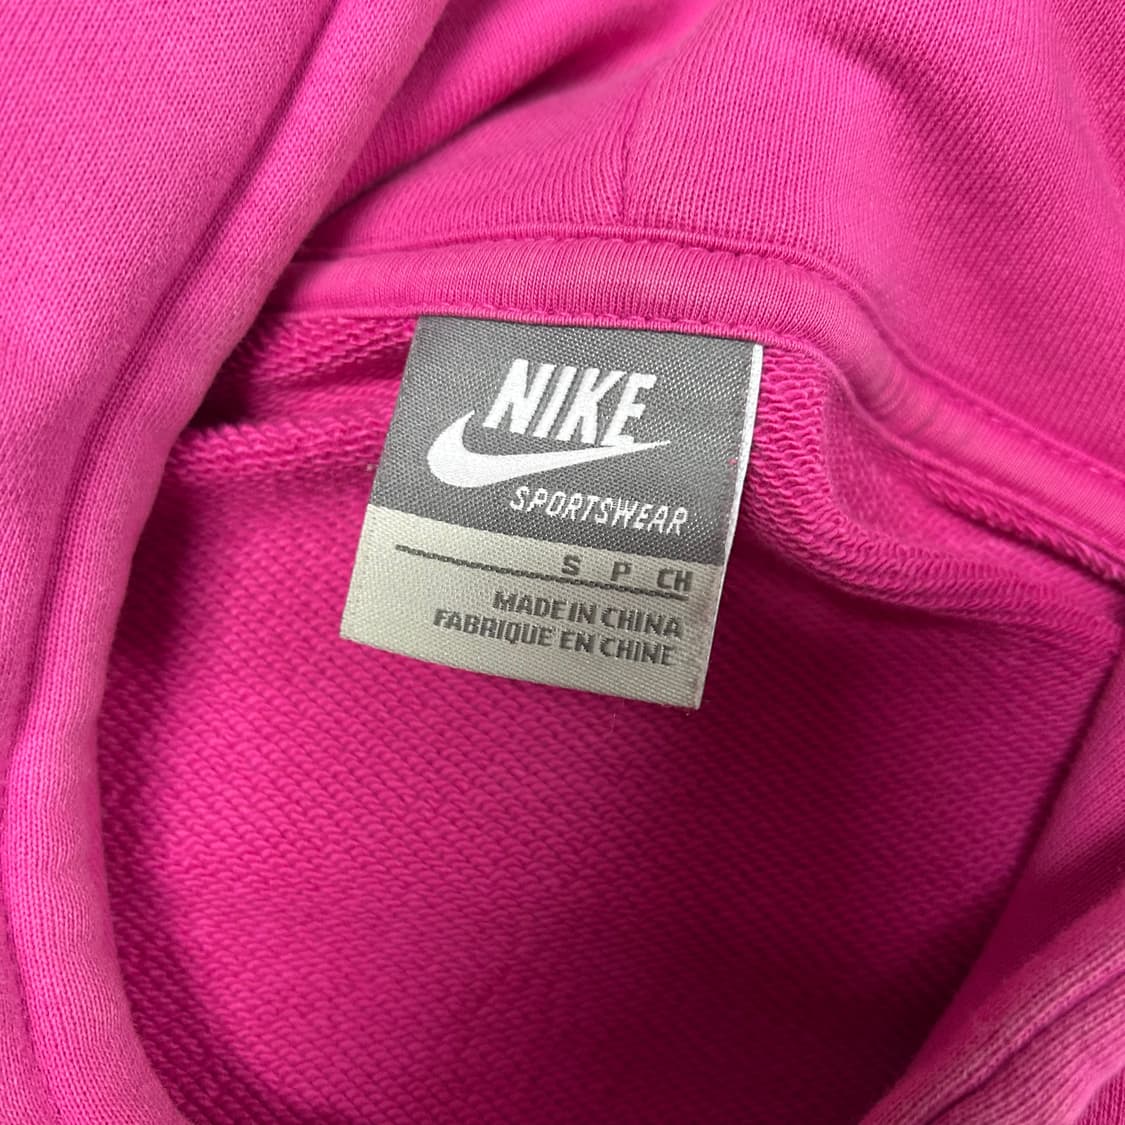 NIKE
SPORTSWEAR
S P CH
MADE IN CHINA
FABRIQUE EN CHINE